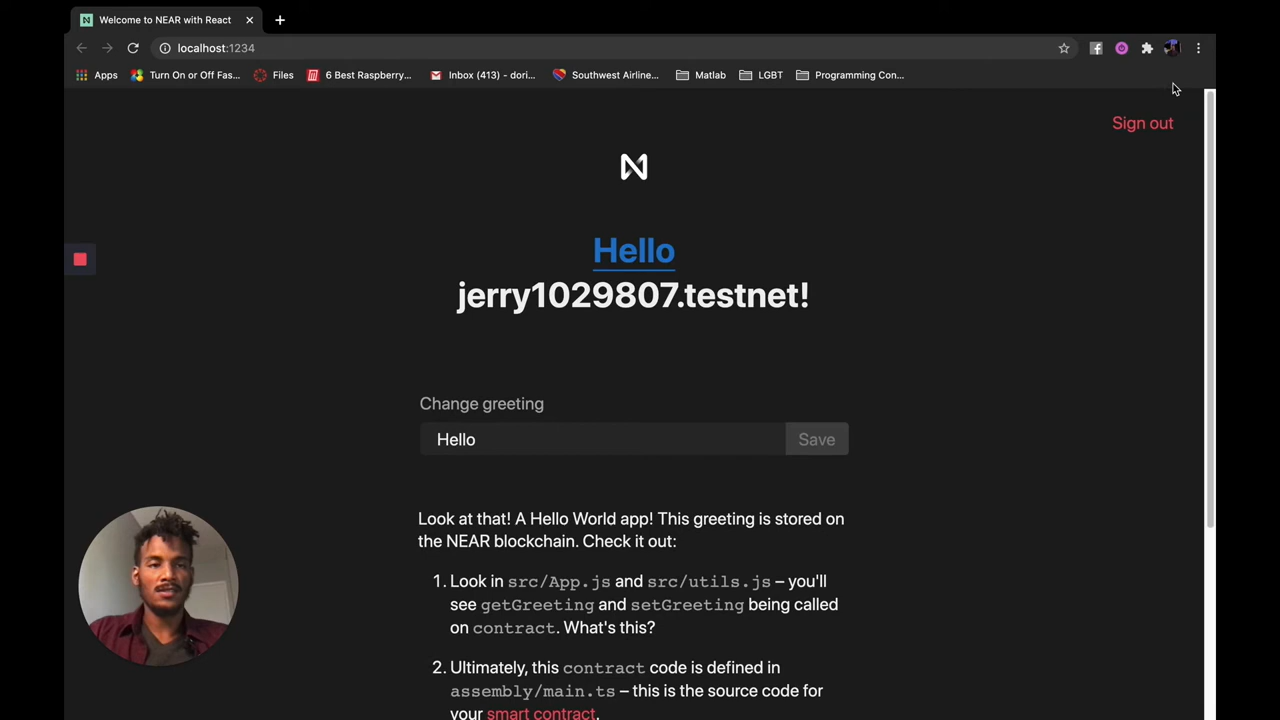 Welcome to NEAR with React
localhost:1234
Apps Turn On or Off Fas... Files 6 Best Raspberry... Inbox (413) – dori... Southwest Airline... Matlab LGBT Programming Con...
Sign out
Hello
jerry1029807.testnet!
Change greeting
Hello Save
Look at that! A Hello World app! This greeting is stored on
the NEAR blockchain. Check it out:
1. Look in src/App.js and src/utils.js – you'll
see getGreeting and setGreeting being called
on contract. What's this?
2. Ultimately, this contract code is defined in
assembly/main.ts – this is the source code for
your smart contract.